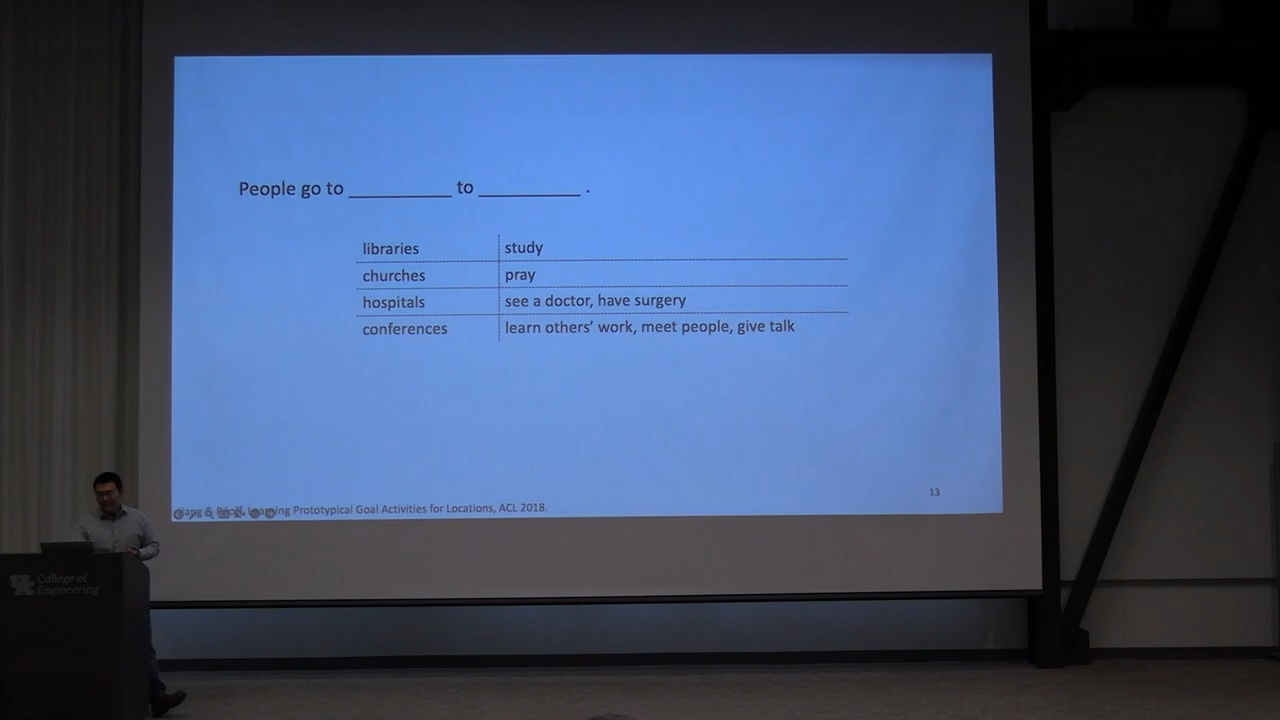 People go to __________ to __________ .
libraries study
churches pray
hospitals see a doctor, have surgery
conferences learn others’ work, meet people, give talk
13
Prototypical Goal Activities for Locations, ACL 2018.
College of
Engineering